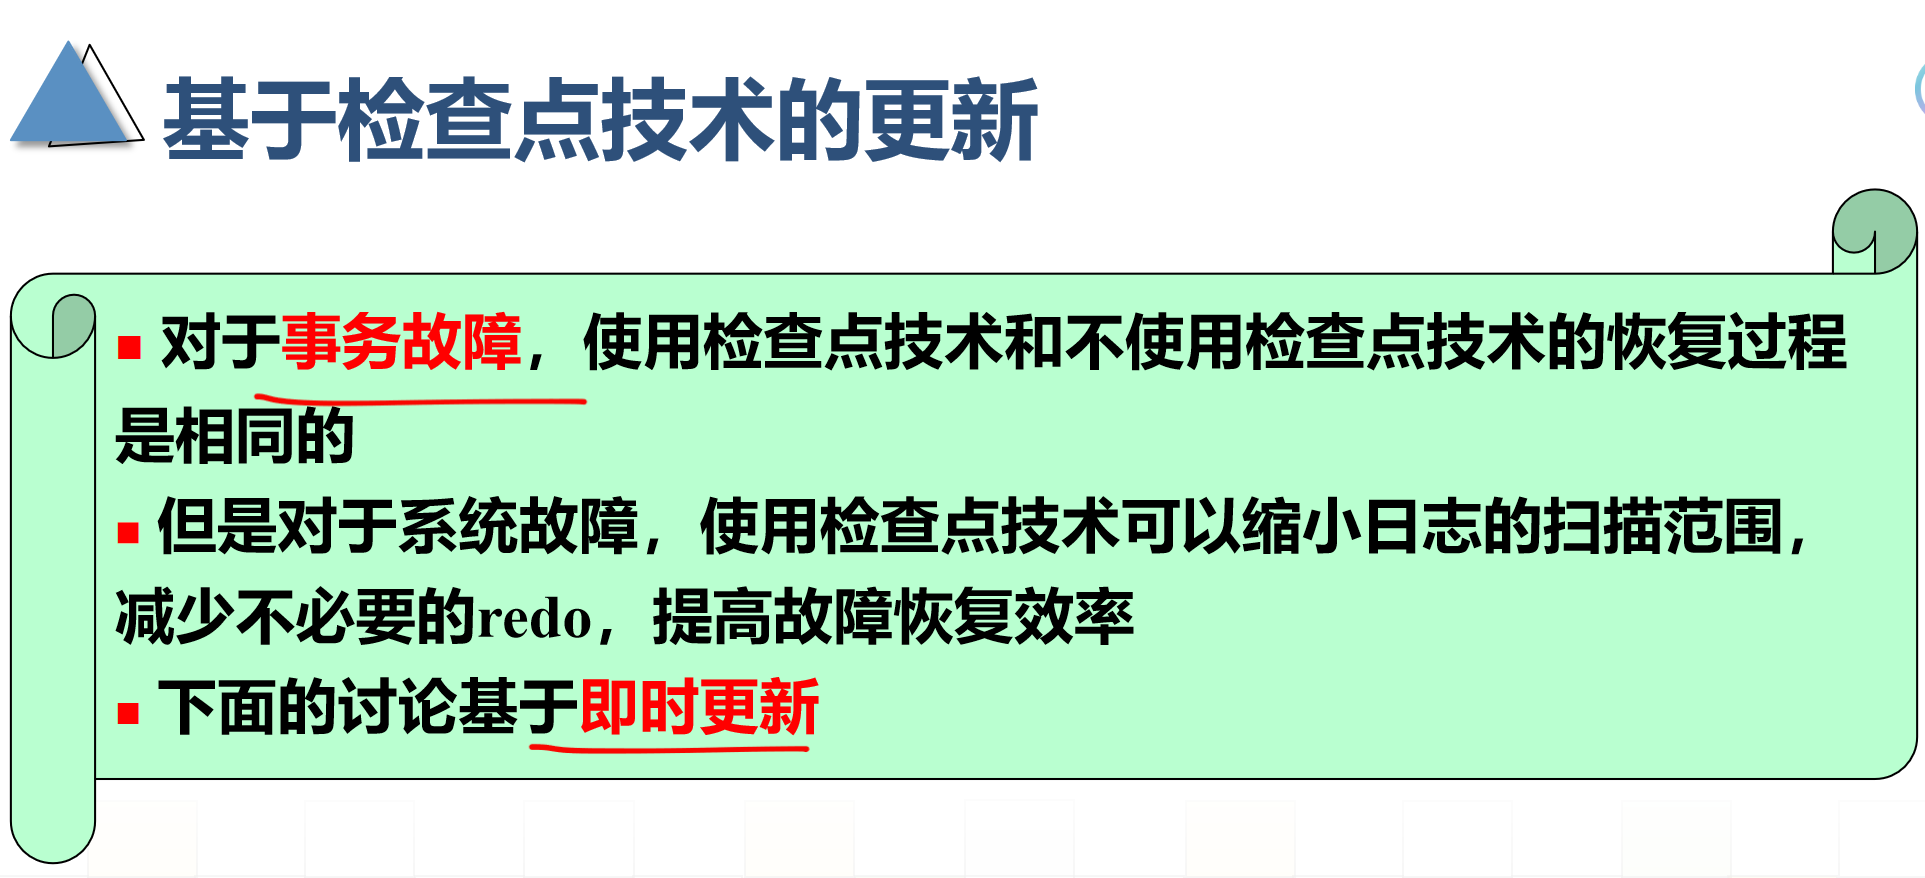 基于检查点技术的更新
对于事务故障，使用检查点技术和不使用检查点技术的恢复过程
是相同的
但是对于系统故障，使用检查点技术可以缩小日志的扫描范围，
减少不必要的redo，提高故障恢复效率
下面的讨论基于即时更新